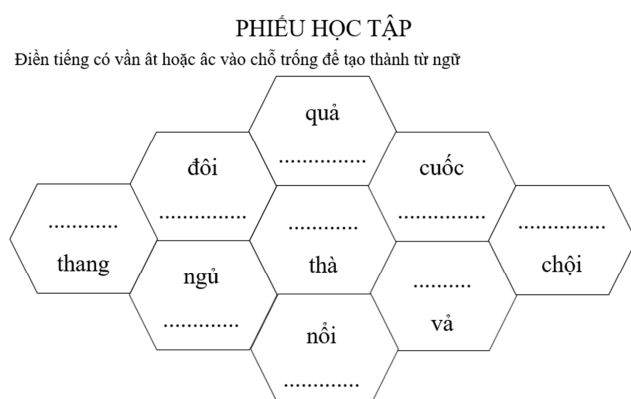 PHIẾU HỌC TẬP
Điền tiếng có vần ât hoặc âc vào chỗ trống để tạo thành từ ngữ
quả
...............
đôi
...............
cuốc
...............
............
thang
............
thà
...............
chội
ngủ
.............
..........
vả
nổi
.............